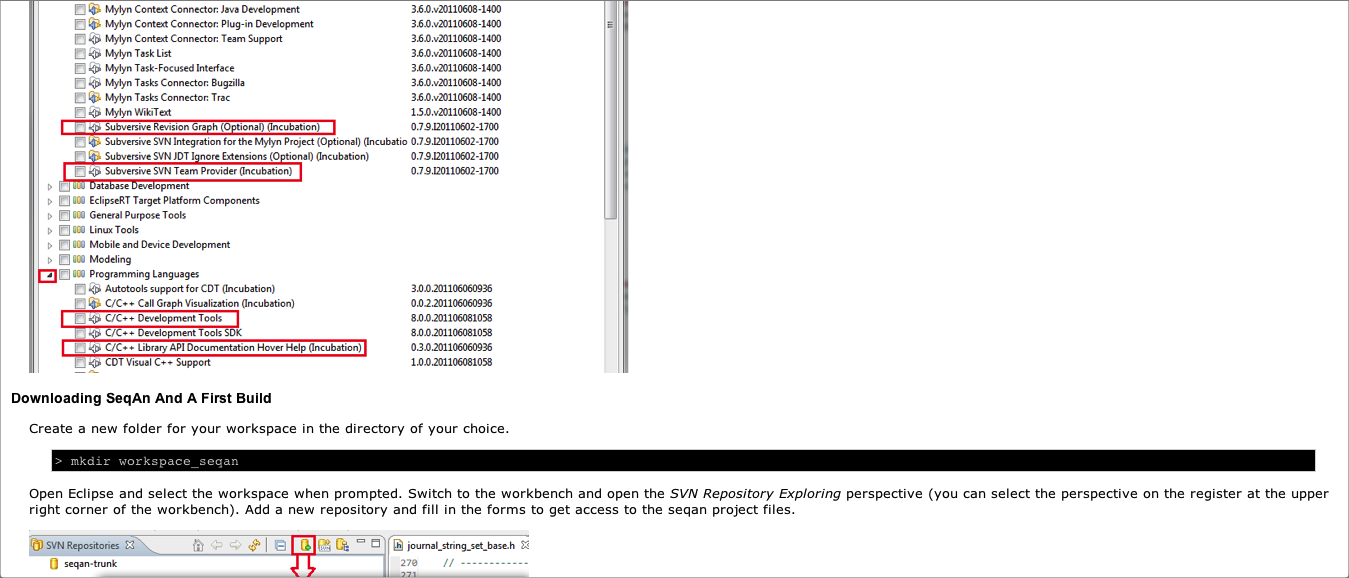 Mylyn Context Connector: Java Development 3.6.0.v20110608-1400
Mylyn Context Connector: Plug-in Development 3.6.0.v20110608-1400
Mylyn Context Connector: Team Support 3.6.0.v20110608-1400
Mylyn Task List 3.6.0.v20110608-1400
Mylyn Task-Focused Interface 3.6.0.v20110608-1400
Mylyn Tasks Connector: Bugzilla 3.6.0.v20110608-1400
Mylyn Tasks Connector: Trac 3.6.0.v20110608-1400
Mylyn WikiText 1.5.0.v20110608-1400
Subversive Revision Graph (Optional) (Incubation) 0.7.9.I20110602-1700
Subversive SVN Integration for the Mylyn Project (Optional) (Incubatio 0.7.9.I20110602-1700
Subversive SVN JDT Ignore Extensions (Optional) (Incubation) 0.7.9.I20110602-1700
Subversive SVN Team Provider (Incubation) 0.7.9.I20110602-1700
Database Development
EclipseRT Target Platform Components
General Purpose Tools
Linux Tools
Mobile and Device Development
Modeling
Programming Languages
Autotools support for CDT (Incubation) 3.0.0.201106060936
C/C++ Call Graph Visualization (Incubation) 0.0.2.201106060936
C/C++ Development Tools 8.0.0.201106081058
C/C++ Development Tools SDK 8.0.0.201106081058
C/C++ Library API Documentation Hover Help (Incubation) 0.3.0.201106060936
CDT Visual C++ Support 1.0.0.201106081058
Downloading SeqAn And A First Build
Create a new folder for your workspace in the directory of your choice.
> mkdir workspace_seqan
Open Eclipse and select the workspace when prompted. Switch to the workbench and open the SVN Repository Exploring perspective (you can select the perspective on the register at the upper
right corner of the workbench). Add a new repository and fill in the forms to get access to the seqan project files.
SVN Repositories journal_string_set_base.h
seqan-trunk 270 // ------------
271